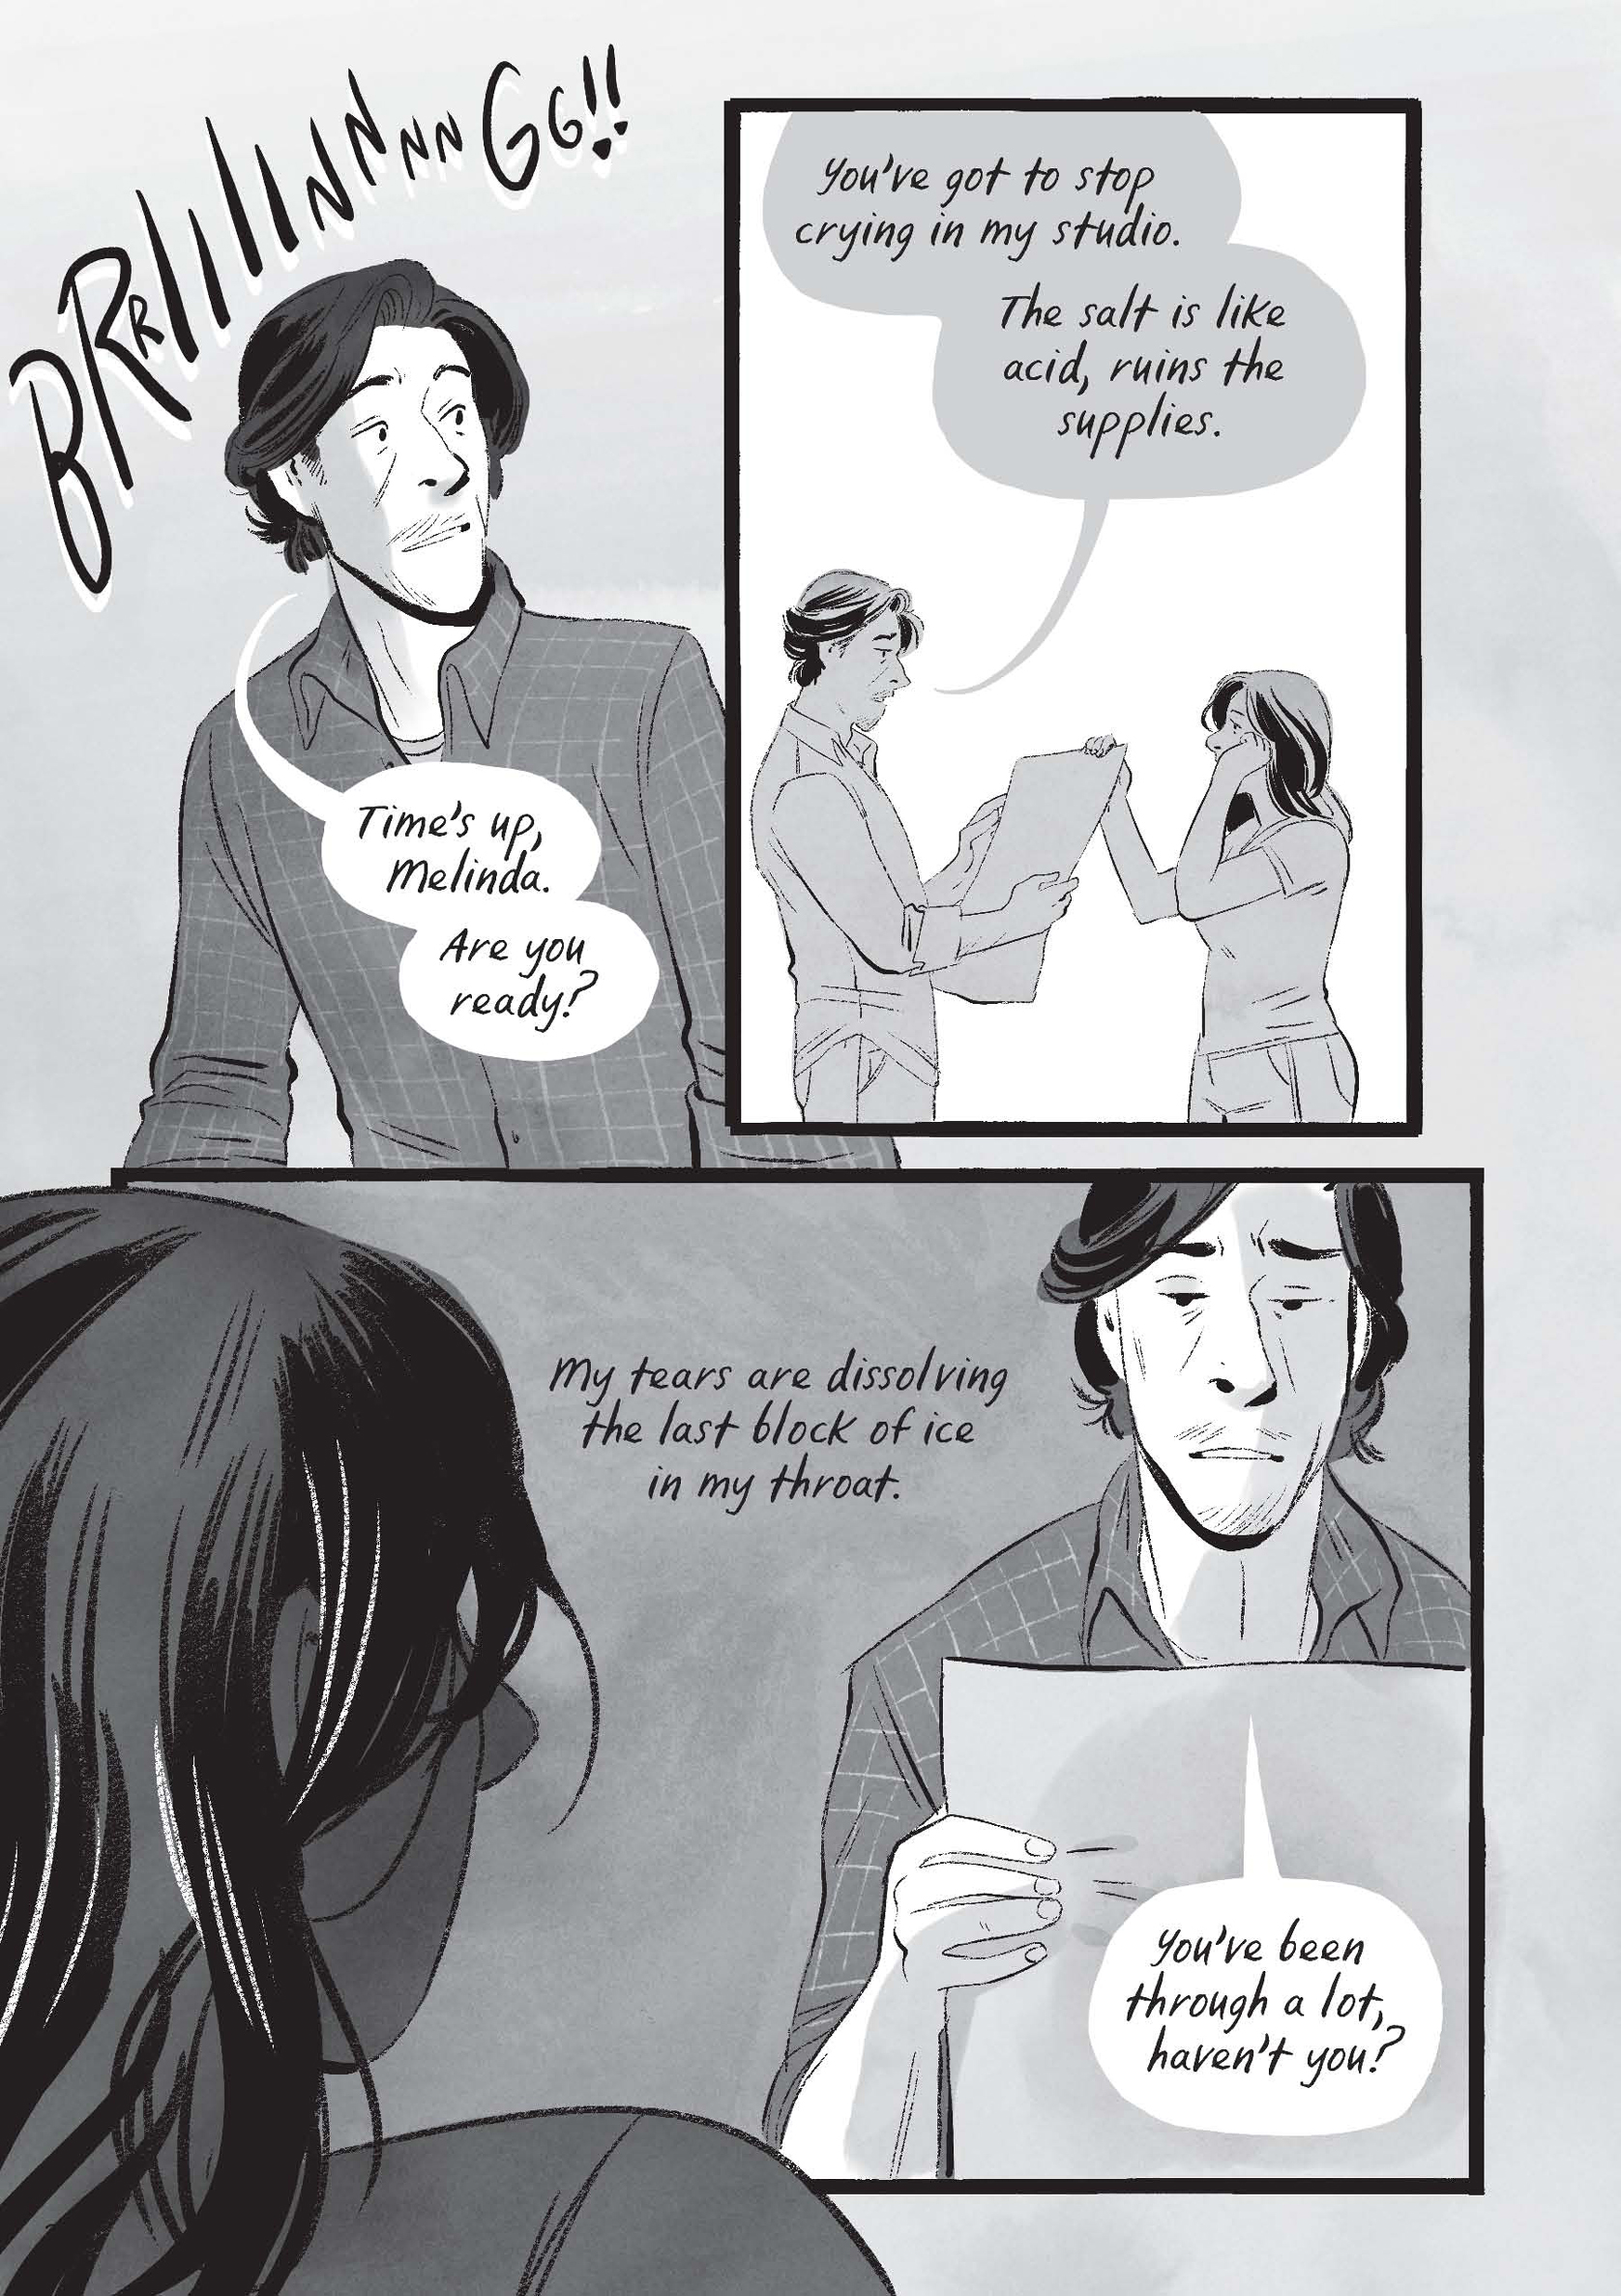 BRRRIIIINNNNNGG!!
Time's up,
Melinda.
Are you
ready?
You've got to stop
crying in my studio.
The salt is like
acid, ruins the
supplies.
My tears are dissolving
the last block of ice
in my throat.
You've been
through a lot,
haven't you?